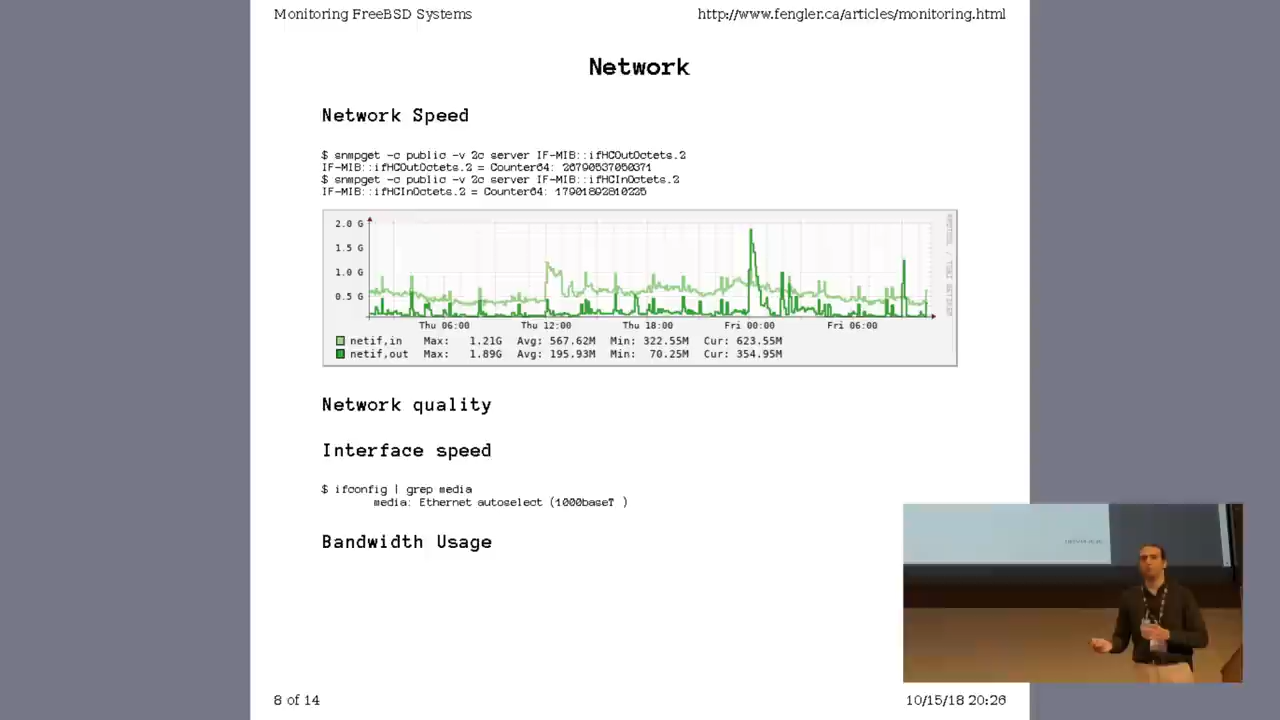 Monitoring FreeBSD Systems
http://www.fengler.ca/articles/monitoring.html
Network
Network Speed
$ snmpget -c public -v 2c server IF-MIB::ifHCOutOctets.2
IF-MIB::ifHCOutOctets.2 = Counter64: 26790537050371
$ snmpget -c public -v 2c server IF-MIB::ifHCInOctets.2
IF-MIB::ifHCInOctets.2 = Counter64: 17901892810225
2.0 G
1.5 G
1.0 G
0.5 G
Thu 06:00 Thu 12:00 Thu 18:00 Fri 00:00 Fri 06:00
netif,in Max: 1.21G Avg: 567.62M Min: 322.55M Cur: 623.55M
netif,out Max: 1.89G Avg: 195.93M Min: 70.25M Cur: 354.95M
Network quality
Interface speed
$ ifconfig | grep media
media: Ethernet autoselect (1000baseT )
Bandwidth Usage
8 of 14
10/15/18 20:26